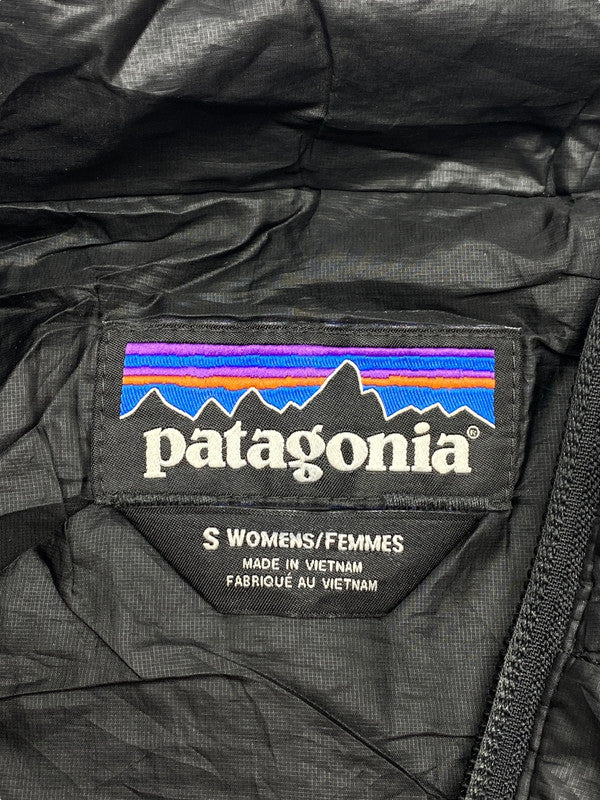 patagonia®
S WOMENS/FEMMES
MADE IN VIETNAM
FABRIQUÉ AU VIETNAM